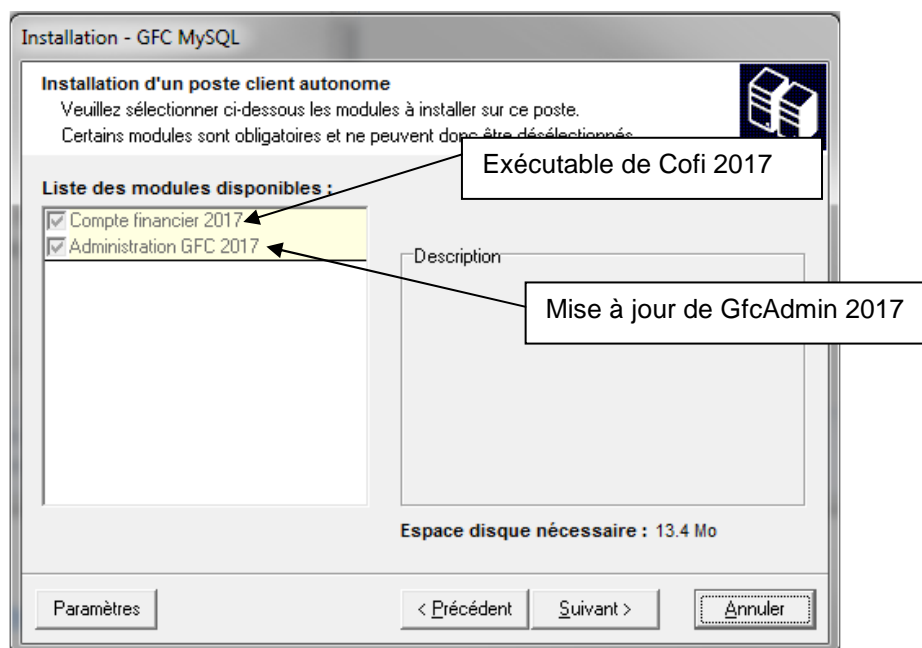 Installation - GFC MySQL
Installation d'un poste client autonome
Veuillez sélectionner ci-dessous les modules à installer sur ce poste.
Certains modules sont obligatoires et ne peuvent donc être désélectionnés
Exécutable de Cofi 2017
Liste des modules disponibles :
Compte financier 2017
Administration GFC 2017
Description
Mise à jour de GfcAdmin 2017
Espace disque nécessaire : 13.4 Mo
Paramètres
< Précédent
Suivant >
Annuler